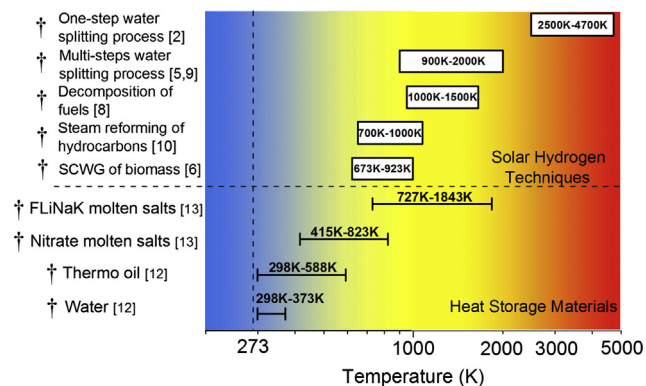 † One-step water
splitting process [2]
2500K-4700K
† Multi-steps water
splitting process [5,9]
900K-2000K
† Decomposition of
fuels [8]
1000K-1500K
† Steam reforming of
hydrocarbons [10]
700K-1000K
† SCWG of biomass [6]
673K-923K
Solar Hydrogen
Techniques
† FLiNaK molten salts [13]
727K-1843K
† Nitrate molten salts [13]
415K-823K
† Thermo oil [12]
298K-588K
† Water [12]
298K-373K
Heat Storage Materials
273 1000 2000 3000 5000
Temperature (K)